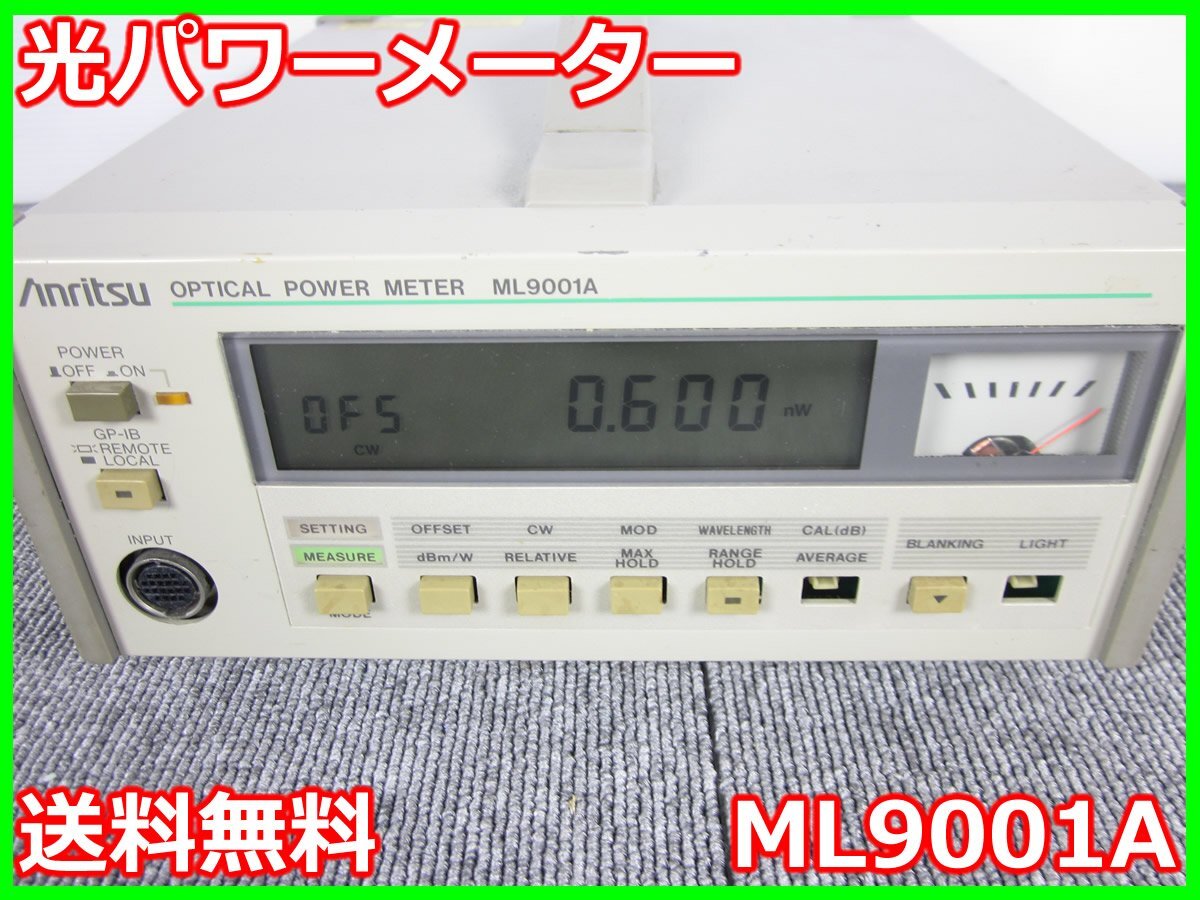 光パワーメーター
Anritsu OPTICAL POWER METER ML9001A
POWER
OFF ON
GP-IB
REMOTE
LOCAL
INPUT
OFS 0.600 nW
CW
SETTING OFFSET CW MOD WAVELENGTH CAL(dB)
MEASURE dBm/W RELATIVE MAX HOLD RANGE HOLD AVERAGE BLANKING LIGHT
MODE
送料無料
ML9001A